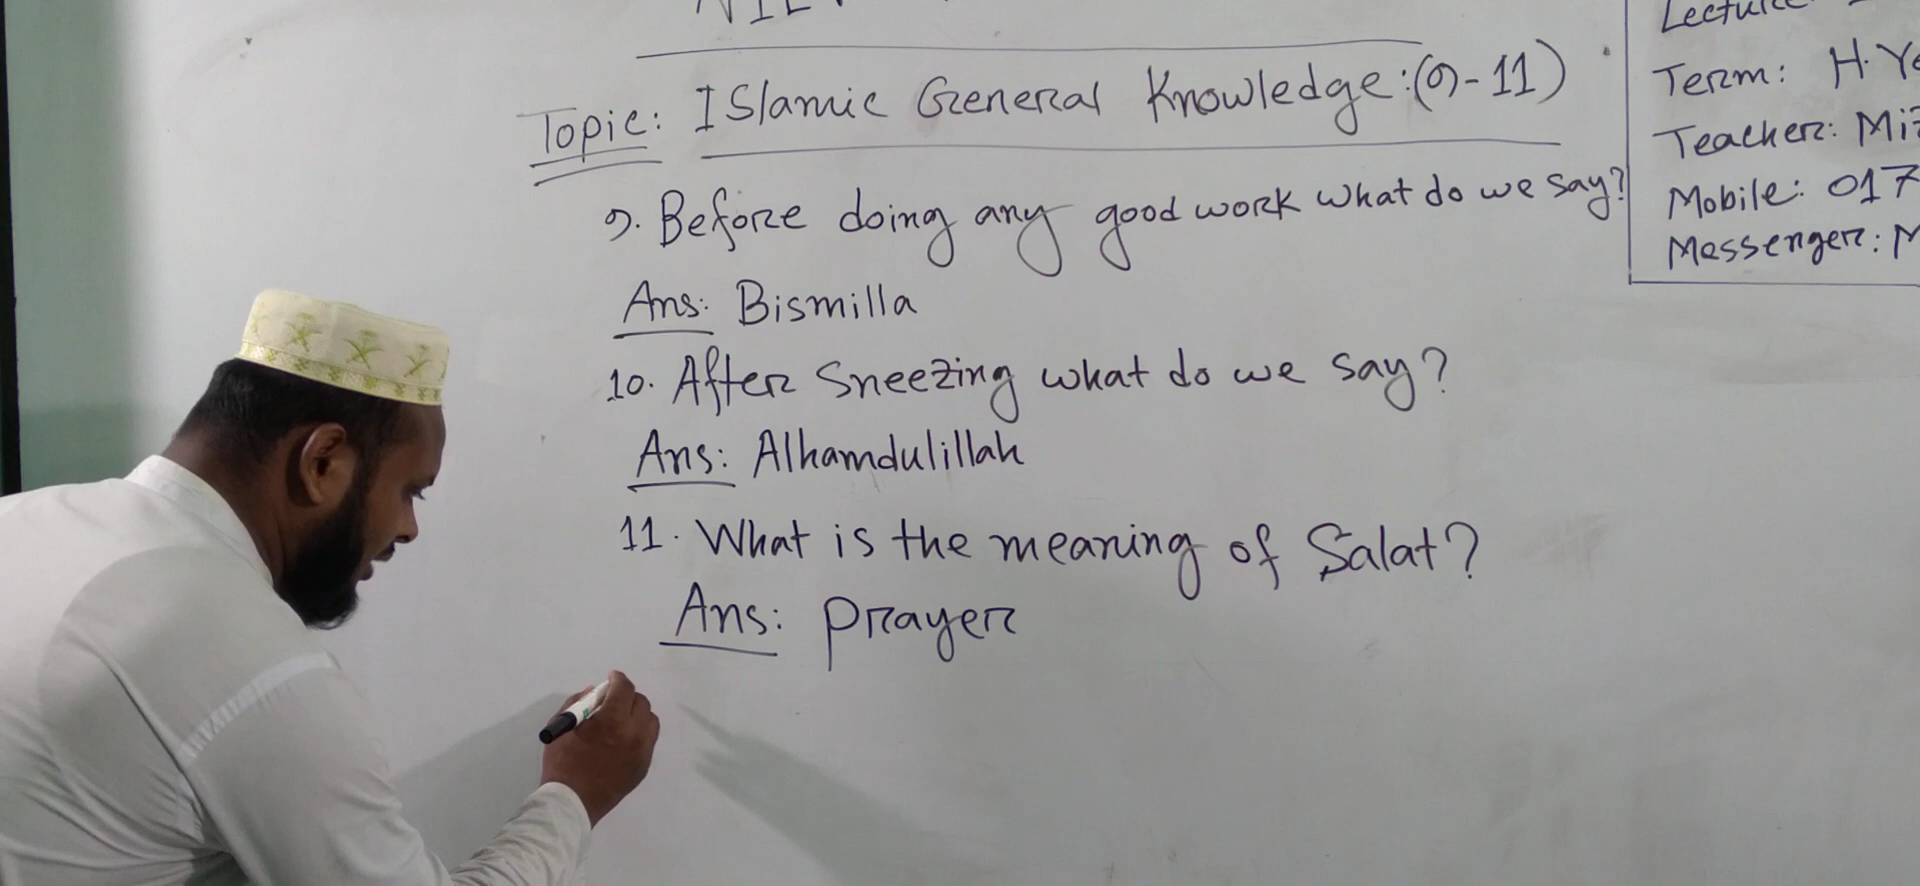 Topic: ISlamic General Knowledge: (9-11)
9. Before doing any good work what do we say?
Ans: Bismilla
10. After Sneezing what do we say?
Ans: Alhamdulillah
11. What is the meaning of Salat?
Ans: Prayer
Lecture
Term: H.Ye
Teacher: Mi
Mobile: 017
Messenger: M